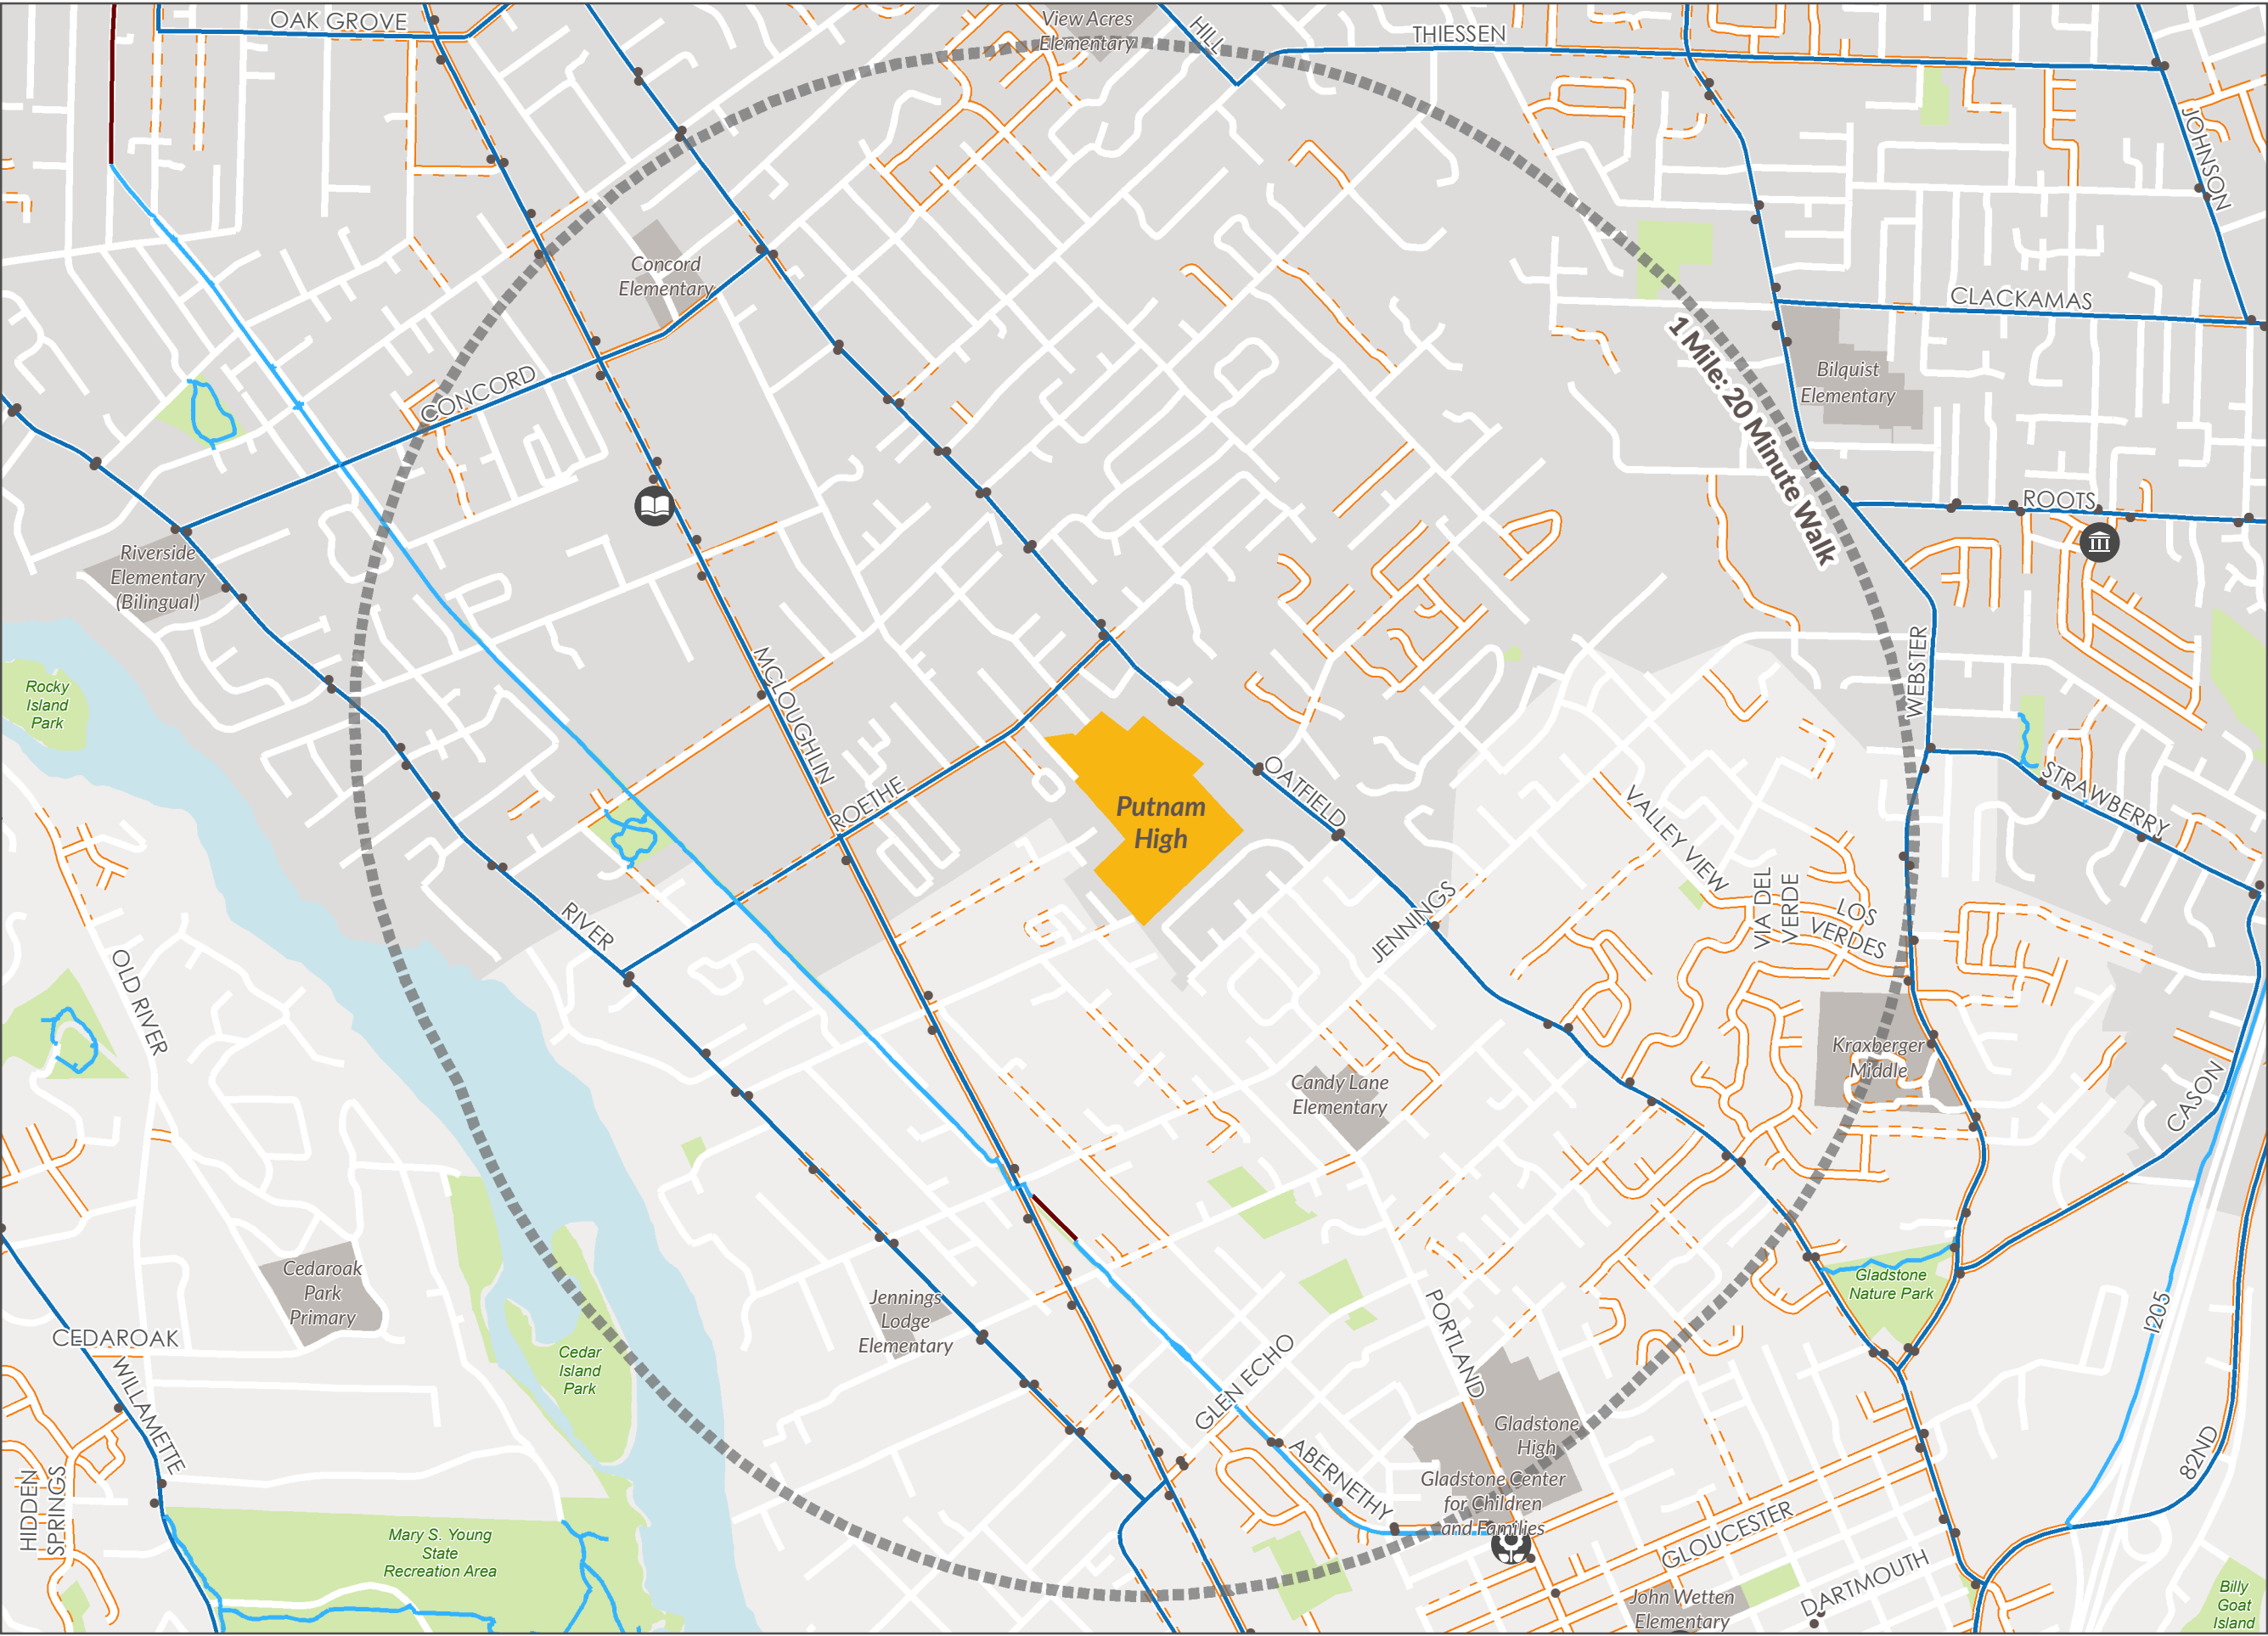 OAK GROVE
View Acres
Elementary
HILL
THIESSEN
JOHNSON
Concord
Elementary
CLACKAMAS
1 Mile: 20 Minute Walk
Bilquist
Elementary
CONCORD
ROOTS
Riverside
Elementary
(Bilingual)
WEBSTER
Rocky
Island
Park
MCLOUGHLIN
ROETHE
Putnam
High
OATFIELD
STRAWBERRY
VALLEY VIEW
VIA DEL
VERDE
LOS
VERDES
JENNINGS
RIVER
OLD RIVER
Kraxberger
Middle
Candy Lane
Elementary
CASON
Cedaroak
Park
Primary
Gladstone
Nature Park
Jennings
Lodge
Elementary
I205
CEDAROAK
WILLAMETTE
Cedar
Island
Park
PORTLAND
GLEN ECHO
Gladstone
High
ABERNETHY
Gladstone Center
for Children
and Families
82ND
HIDDEN
SPRINGS
Mary S. Young
State
Recreation Area
GLOUCESTER
DARTMOUTH
John Wetten
Elementary
Billy
Goat
Island